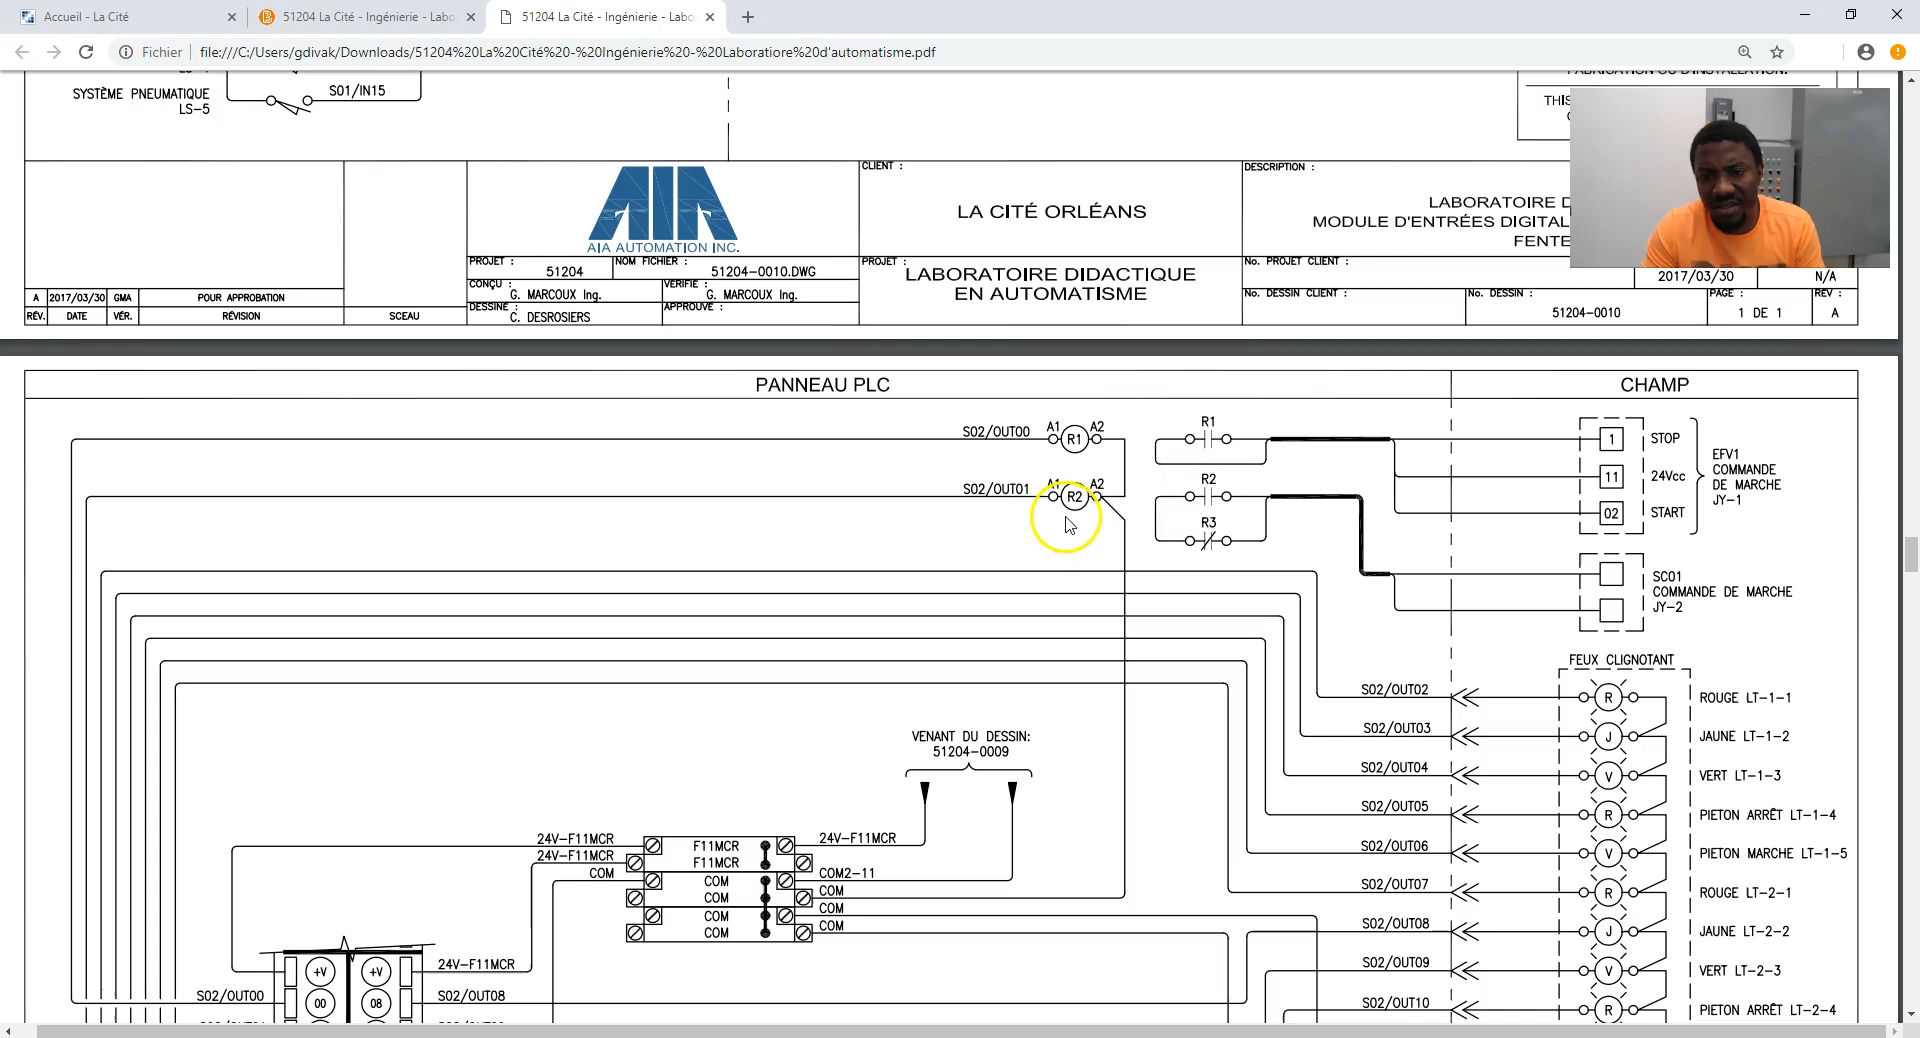 Accueil - La Cité
51204 La Cité - Ingénierie - Labo
51204 La Cité - Ingénierie - Labo
Fichier
file:///C:/Users/gdivak/Downloads/51204%20La%20Cité%20-%20Ingénierie%20-%20Laboratiore%20d'automatisme.pdf
SYSTÈME PNEUMATIQUE
LS-5
S01/IN15
THIS
AIA AUTOMATION INC.
CLIENT :
LA CITÉ ORLÉANS
DESCRIPTION :
LABORATOIRE D
MODULE D'ENTRÉES DIGITAL
FENTE
PROJET :
51204
NOM FICHIER :
51204-0010.DWG
PROJET :
LABORATOIRE DIDACTIQUE
EN AUTOMATISME
No. PROJET CLIENT :
2017/03/30
N/A
CONÇU :
G. MARCOUX Ing.
VÉRIFIÉ :
G. MARCOUX Ing.
DESSINÉ :
C. DESROSIERS
APPROUVÉ :
No. DESSIN CLIENT :
No. DESSIN :
51204-0010
PAGE :
1 DE 1
REV :
A
A 2017/03/30 GMA POUR APPROBATION
RÉV. DATE VÉR. RÉVISION SCEAU
PANNEAU PLC
CHAMP
S02/OUT00
A1 R1 A2
R1
1 STOP
11 24Vcc
02 START
EFV1
COMMANDE
DE MARCHE
JY-1
S02/OUT01
A1 R2 A2
R2
R3
SC01
COMMANDE DE MARCHE
JY-2
FEUX CLIGNOTANT
S02/OUT02 R ROUGE LT-1-1
S02/OUT03 J JAUNE LT-1-2
S02/OUT04 V VERT LT-1-3
S02/OUT05 R PIETON ARRÊT LT-1-4
S02/OUT06 V PIETON MARCHE LT-1-5
S02/OUT07 R ROUGE LT-2-1
S02/OUT08 J JAUNE LT-2-2
S02/OUT09 V VERT LT-2-3
S02/OUT10 R PIETON ARRÊT LT-2-4
VENANT DU DESSIN:
51204-0009
24V-F11MCR F11MCR 24V-F11MCR
24V-F11MCR F11MCR
COM COM COM2-11
COM COM
COM COM
COM COM
+V +V 24V-F11MCR
S02/OUT00 00 08 S02/OUT08